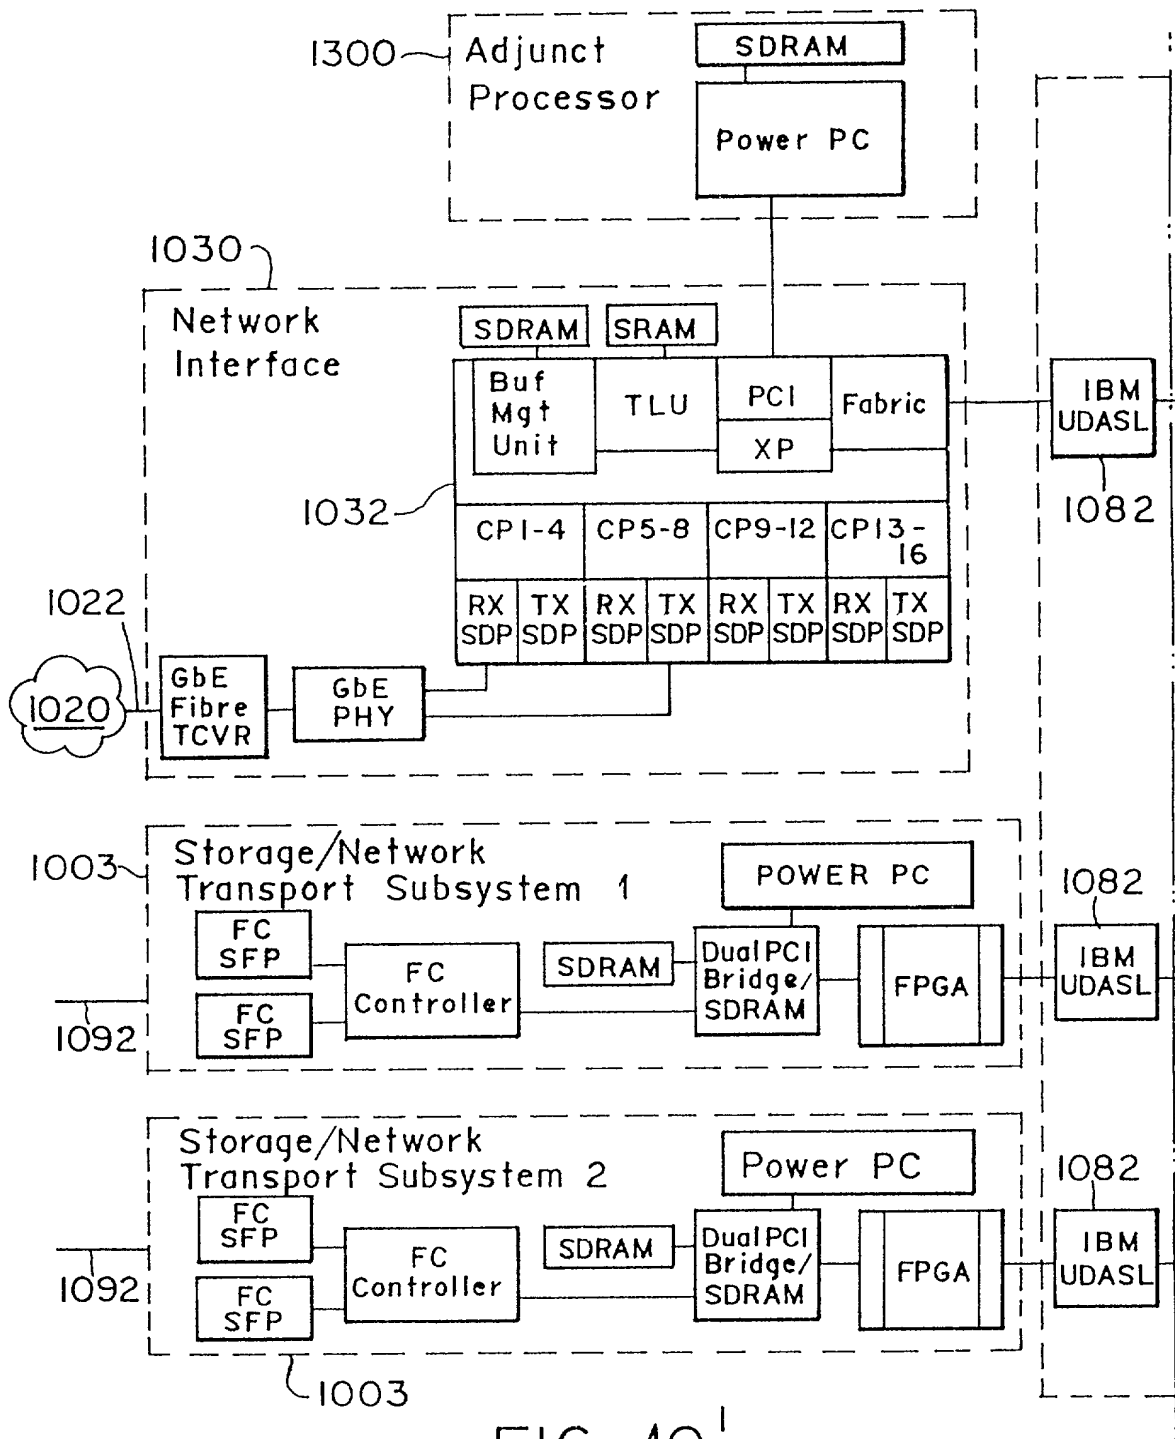 1300
Adjunct
Processor
SDRAM
Power PC
1030
Network
Interface
SDRAM
SRAM
Buf
Mgt
Unit
TLU
PCI
XP
Fabric
IBM
UDASL
1082
1032
CP1-4
CP5-8
CP9-12
CP13-
16
RX
SDP
TX
SDP
RX
SDP
TX
SDP
RX
SDP
TX
SDP
RX
SDP
TX
SDP
1022
1020
GbE
Fibre
TCVR
GbE
PHY
1003
Storage/Network
Transport Subsystem 1
POWER PC
FC
SFP
FC
SFP
FC
Controller
SDRAM
Dual PCI
Bridge/
SDRAM
FPGA
1082
IBM
UDASL
1092
Storage/Network
Transport Subsystem 2
Power PC
FC
SFP
FC
SFP
FC
Controller
SDRAM
Dual PCI
Bridge/
SDRAM
FPGA
1082
IBM
UDASL
1092
1003